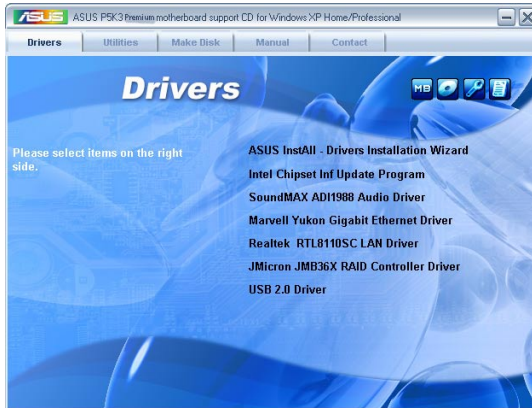 ASUS ASUS P5K3 Premium motherboard support CD for Windows XP Home/Professional
Drivers Utilities Make Disk Manual Contact
Drivers
MB
Please select items on the right
side.
ASUS InstAll - Drivers Installation Wizard
Intel Chipset Inf Update Program
SoundMAX ADI1988 Audio Driver
Marvell Yukon Gigabit Ethernet Driver
Realtek RTL8110SC LAN Driver
JMicron JMB36X RAID Controller Driver
USB 2.0 Driver